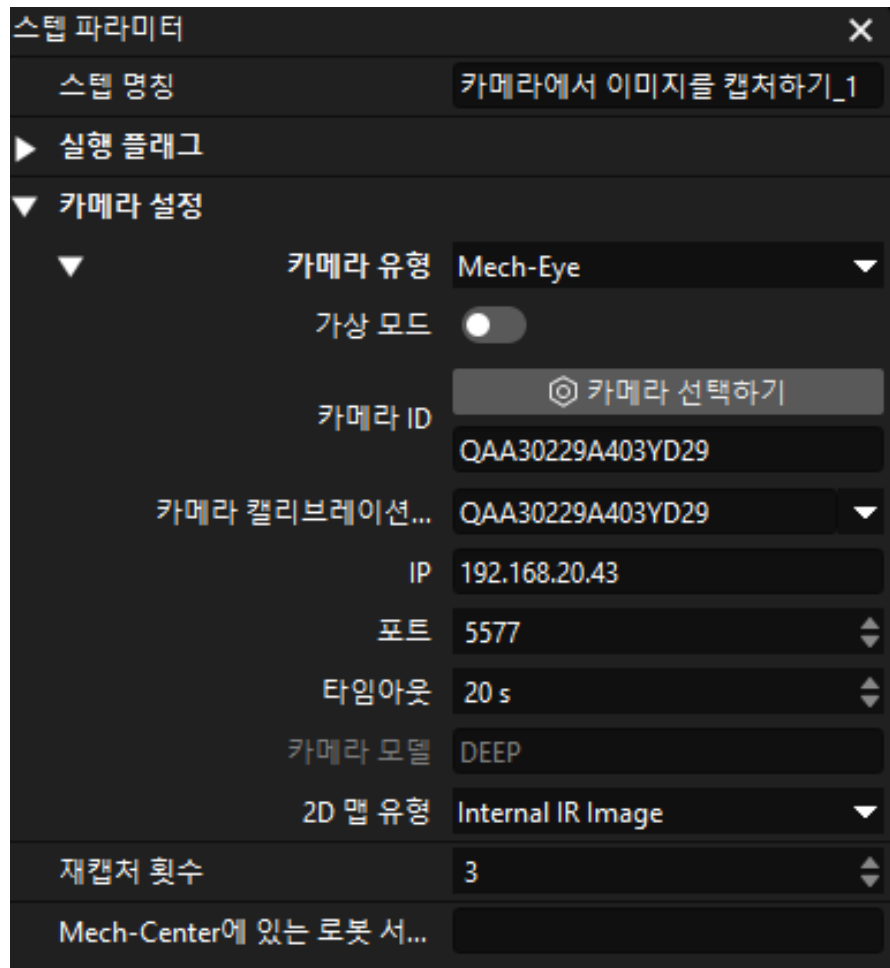 스텝 파라미터
스텝 명칭 카메라에서 이미지를 캡처하기_1
실행 플래그
카메라 설정
카메라 유형 Mech-Eye
가상 모드
카메라 선택하기
카메라 ID
QAA30229A403YD29
카메라 캘리브레이션... QAA30229A403YD29
IP 192.168.20.43
포트 5577
타임아웃 20 s
카메라 모델 DEEP
2D 맵 유형 Internal IR Image
재캡처 횟수 3
Mech-Center에 있는 로봇 서...